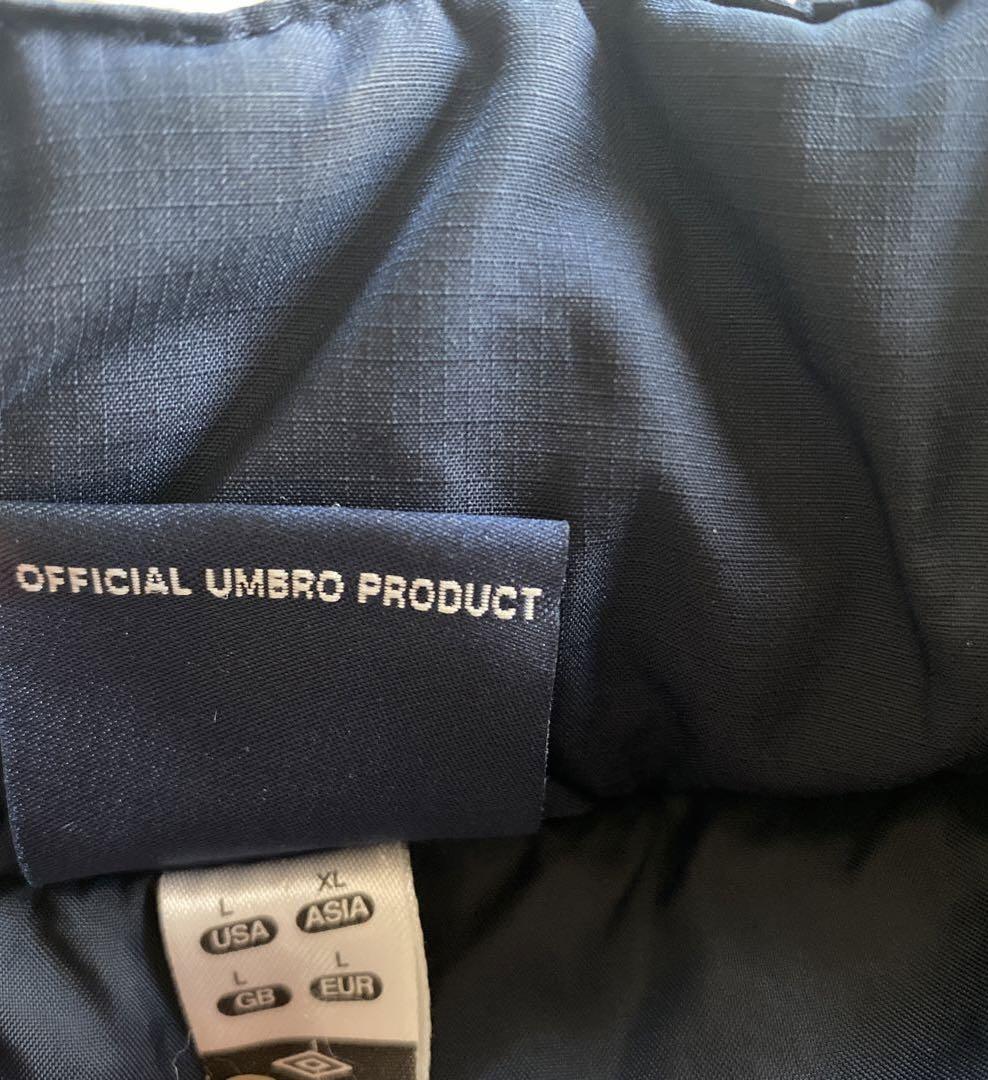 OFFICIAL UMBRO PRODUCT
L XL
USA ASIA
L L
GB EUR